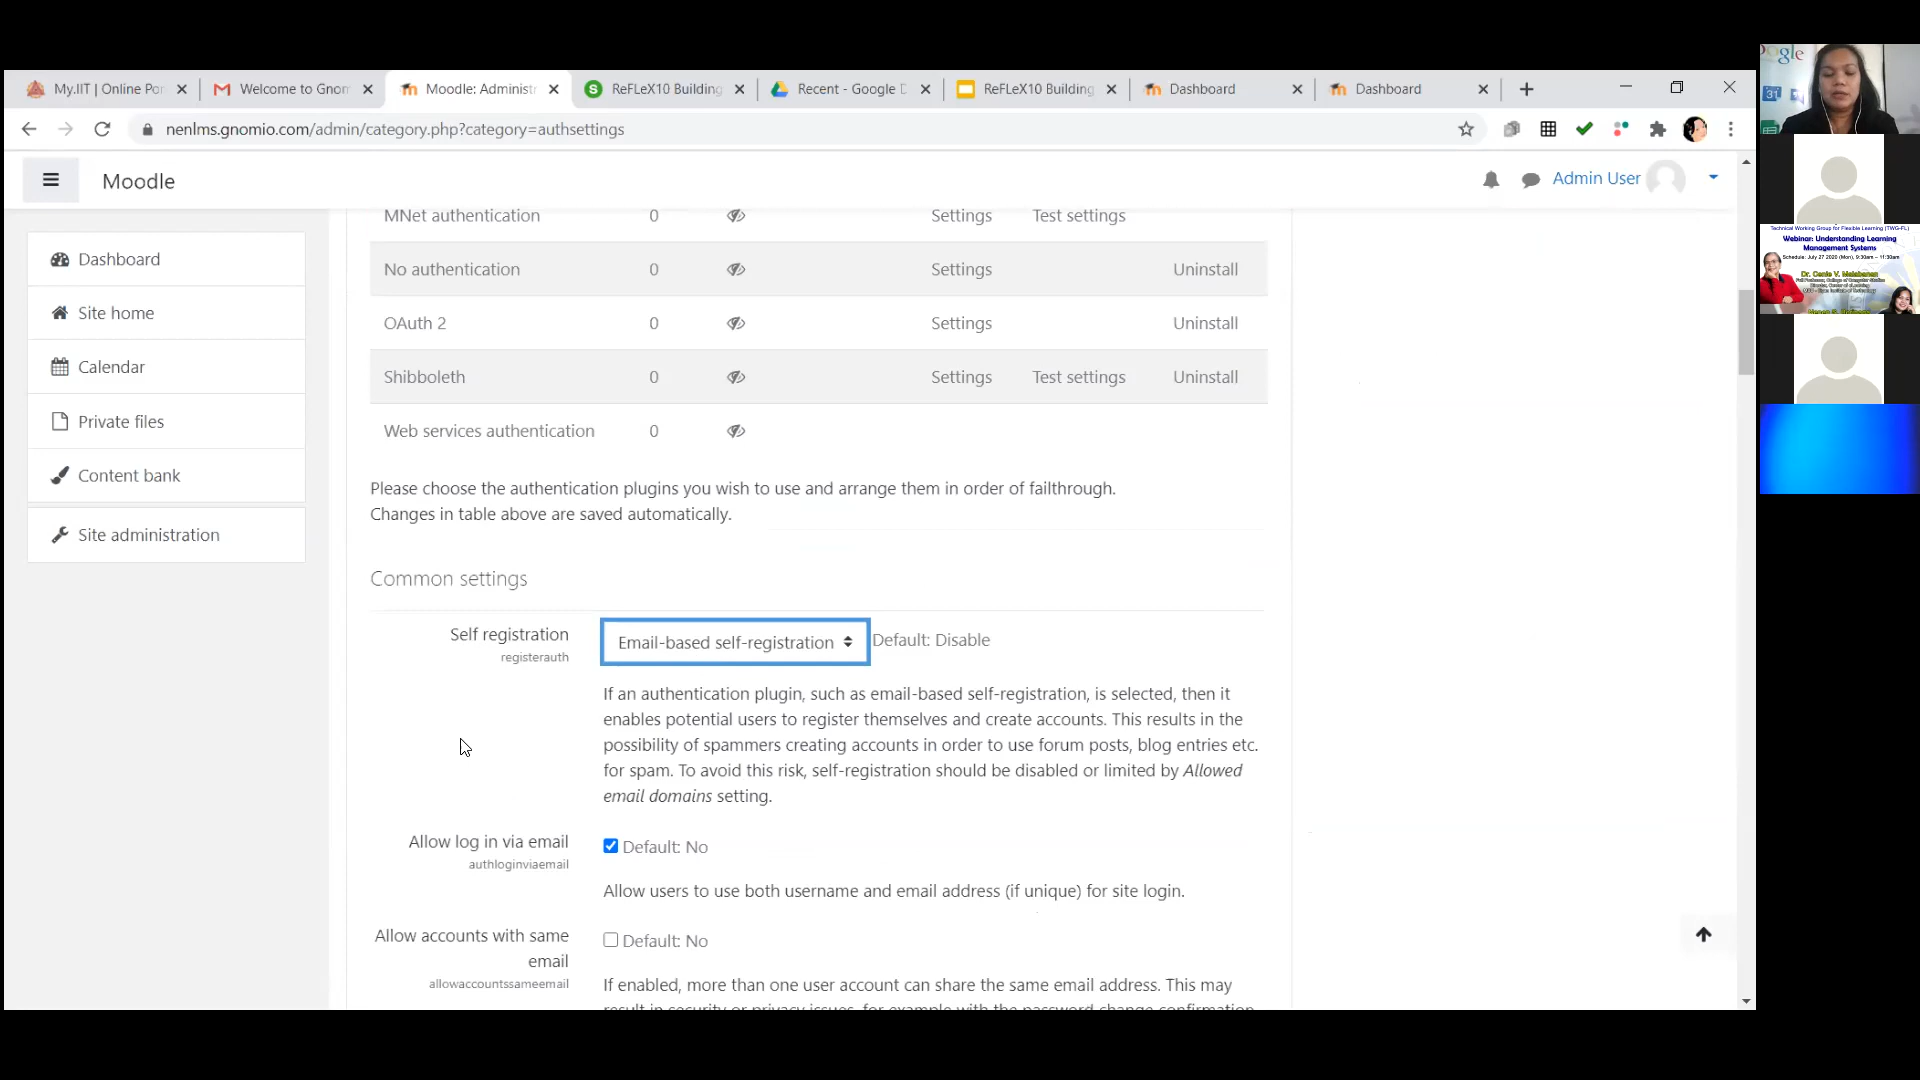 My.IIT | Online Por
Welcome to Gnom
Moodle: Administr
ReFLeX10 Building
Recent - Google D
ReFLeX10 Building
Dashboard
Dashboard
nenlms.gnomio.com/admin/category.php?category=authsettings
Moodle
Admin User
Dashboard
Site home
Calendar
Private files
Content bank
Site administration
MNet authentication 0 Settings Test settings
No authentication 0 Settings Uninstall
OAuth 2 0 Settings Uninstall
Shibboleth 0 Settings Test settings Uninstall
Web services authentication 0
Please choose the authentication plugins you wish to use and arrange them in order of failthrough.
Changes in table above are saved automatically.
Common settings
Self registration Email-based self-registration Default: Disable
registerauth
If an authentication plugin, such as email-based self-registration, is selected, then it
enables potential users to register themselves and create accounts. This results in the
possibility of spammers creating accounts in order to use forum posts, blog entries etc.
for spam. To avoid this risk, self-registration should be disabled or limited by Allowed
email domains setting.
Allow log in via email Default: No
authloginviaemail
Allow users to use both username and email address (if unique) for site login.
Allow accounts with same Default: No
email
allowaccountssameemail
If enabled, more than one user account can share the same email address. This may
result in security or privacy issues, for example with the password change confirmation
oogle
31
Technical Working Group for Flexible Learning (TWG-FL)
Webinar: Understanding Learning
Management Systems
Schedule: July 27 2020 (Mon), 9:30am – 11:30am